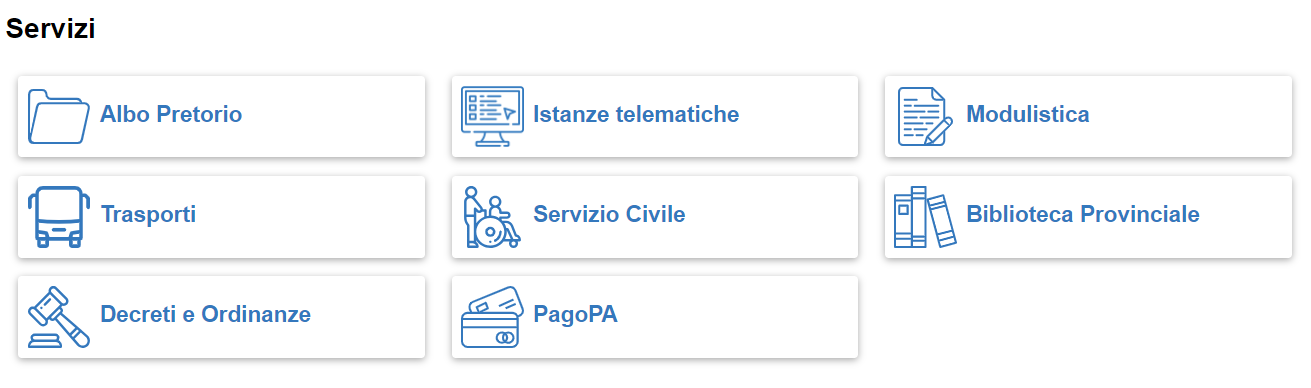 Servizi
Albo Pretorio
Istanze telematiche
Modulistica
Trasporti
Servizio Civile
Biblioteca Provinciale
Decreti e Ordinanze
PagoPA